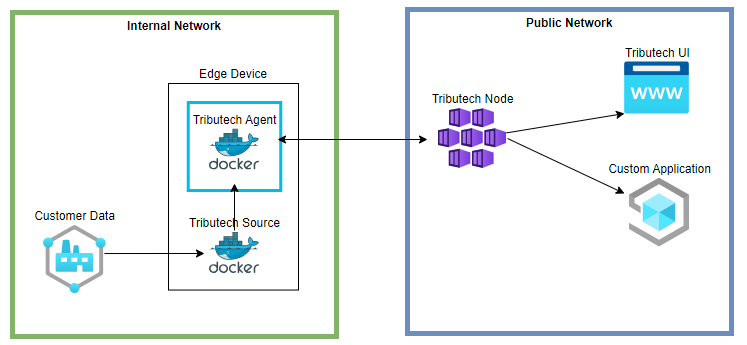 Internal Network
Public Network
Edge Device
Tributech Agent
docker
Customer Data
Tributech Source
docker
Tributech Node
Tributech UI
WWW
Custom Application